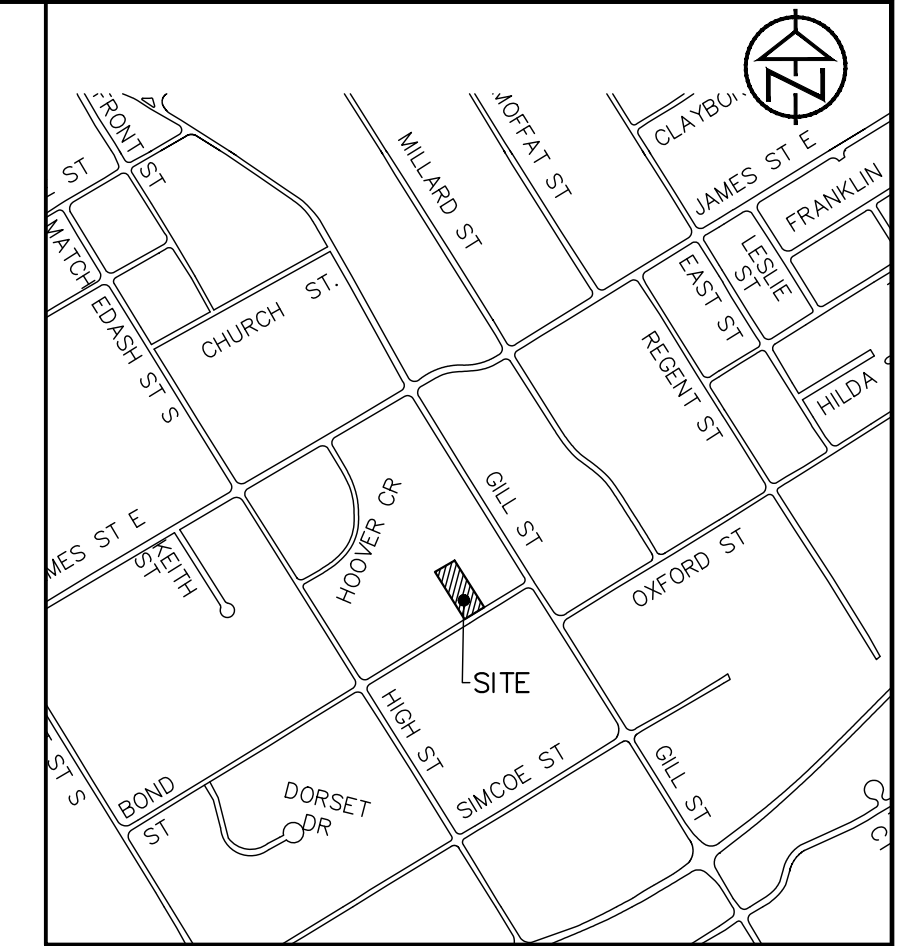 FRONT ST
MOFFAT ST
MILLARD ST
JAMES ST E
FRANKLIN
ST
MATCH
LESLIE
ST
EAST ST
EDASH ST S
CHURCH ST.
REGENT ST
HILDA
GILL ST
HOOVER CR
MES ST E
KEITH
ST
OXFORD ST
SITE
HIGH ST
ST S
SIMCOE ST
GILL ST
BOND
ST
DORSET
DR